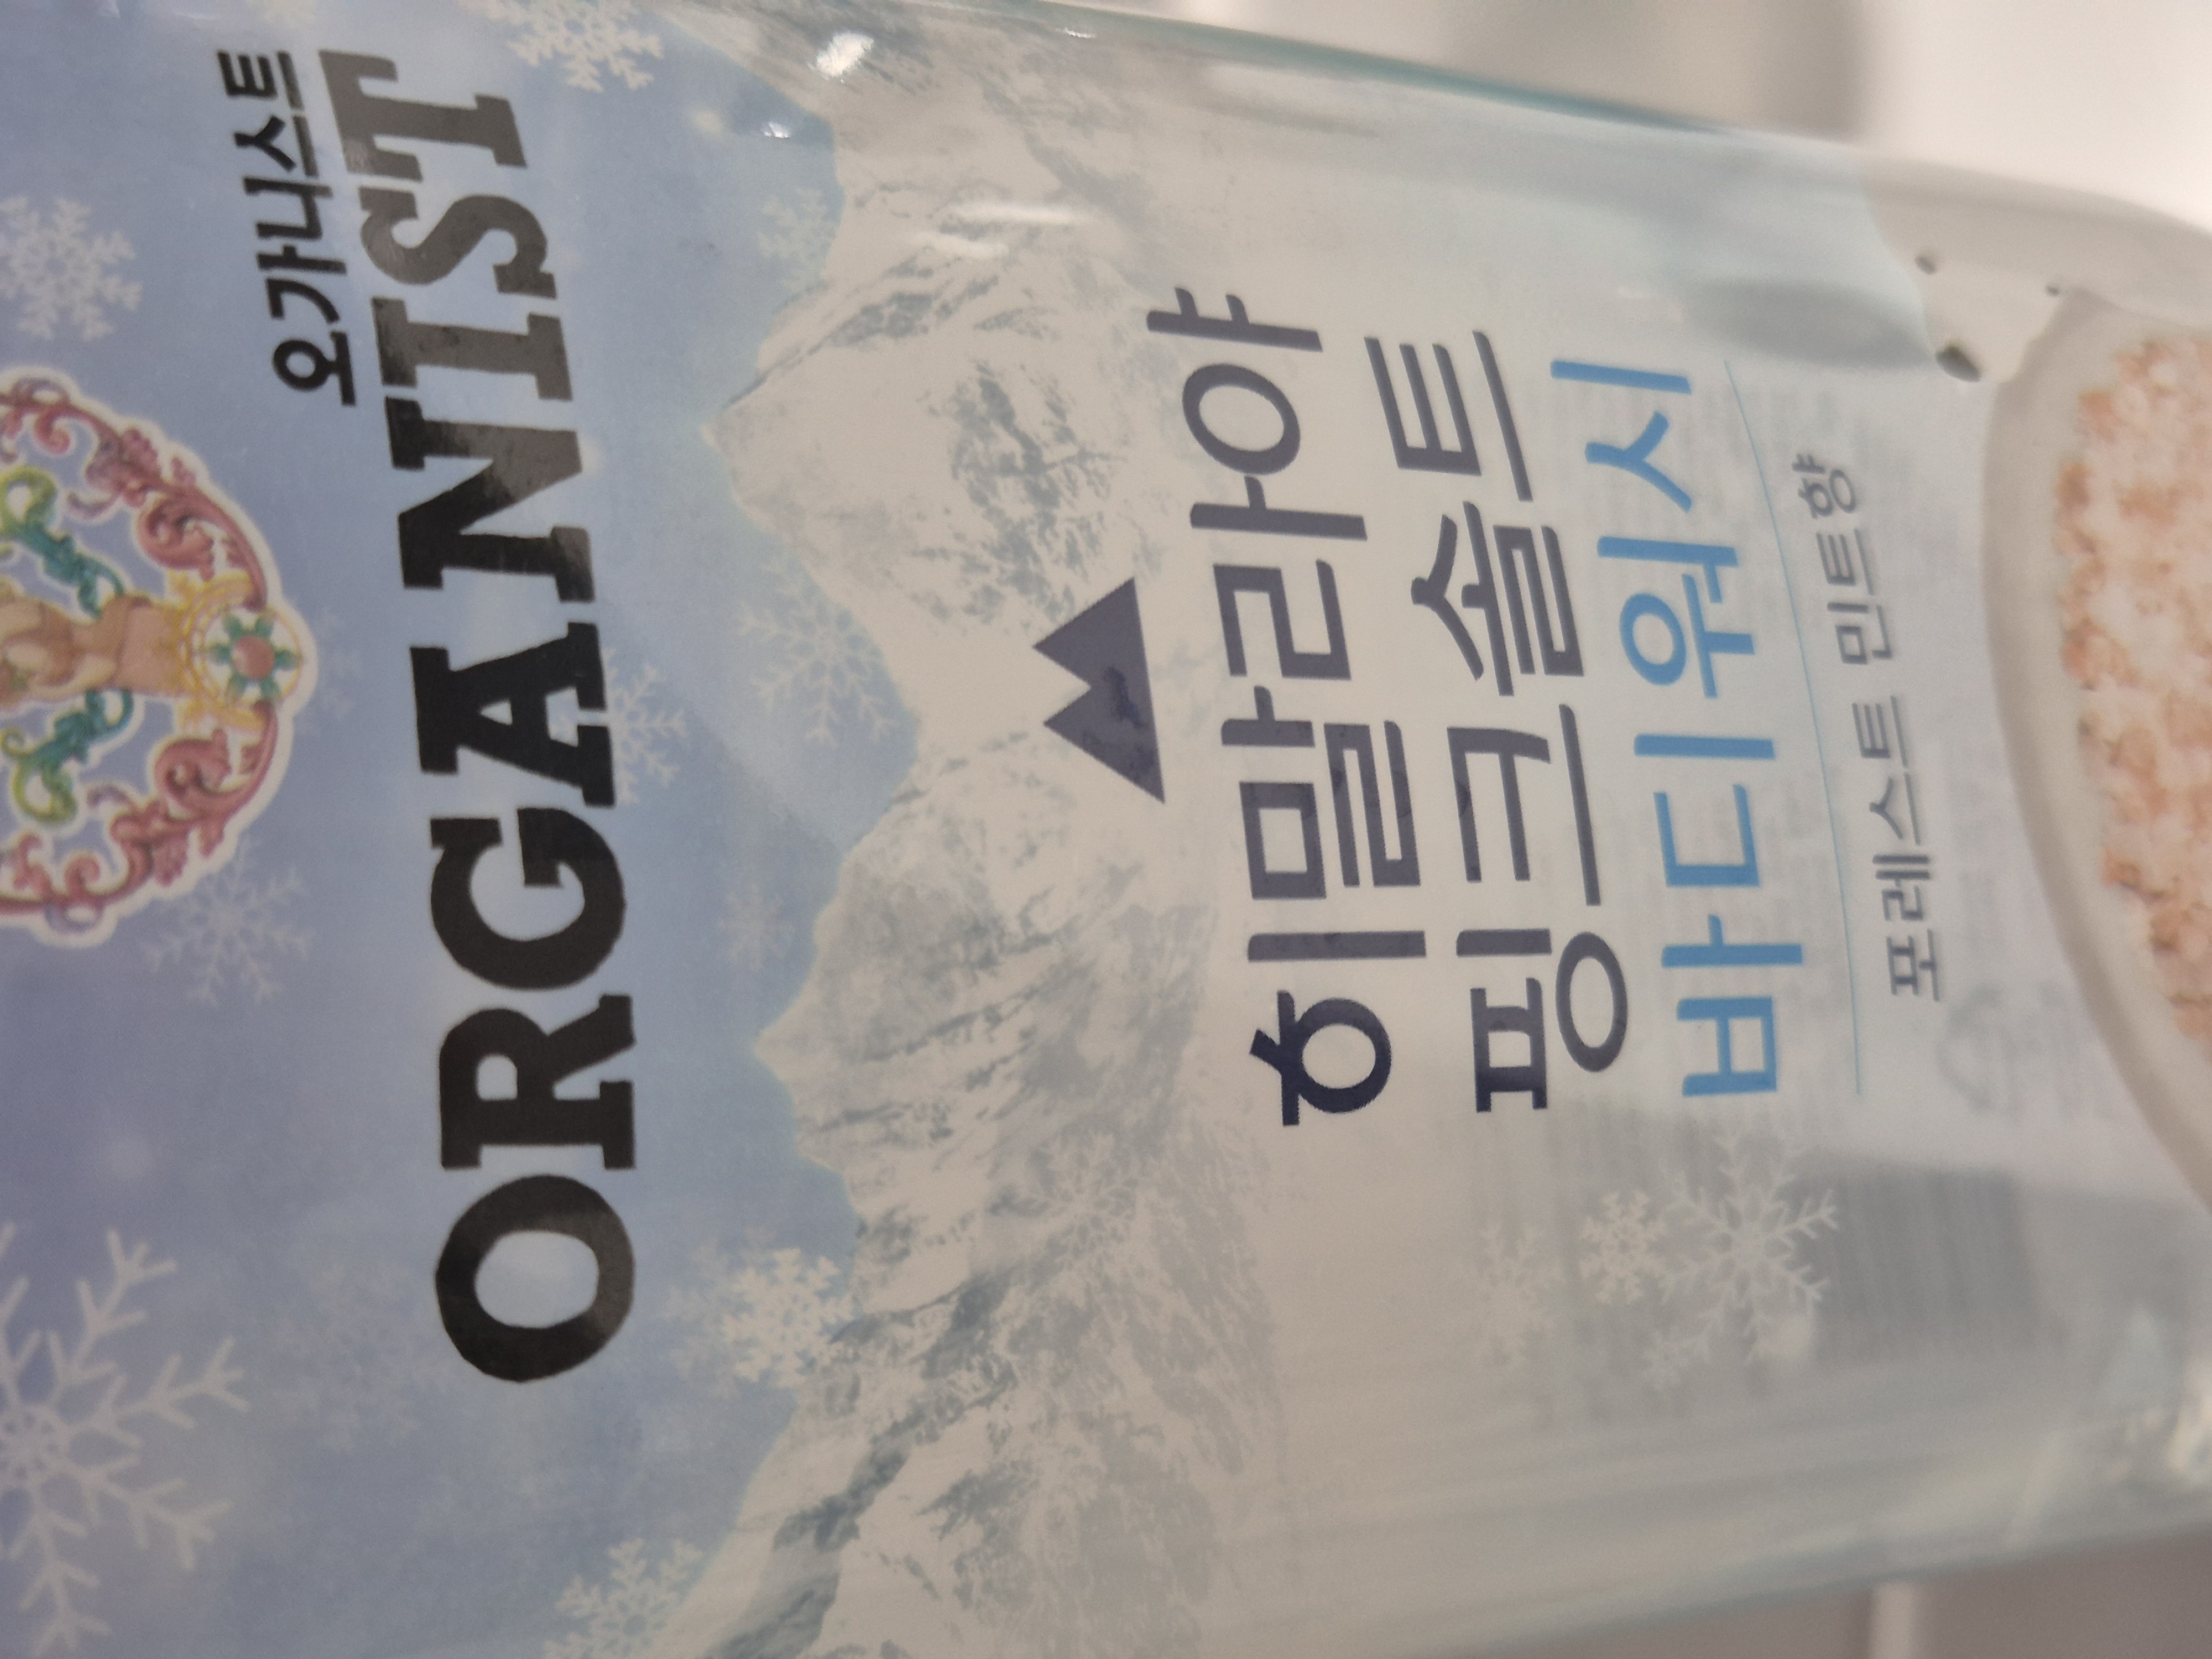 오가니스트
ORGANIST
히말라야
핑크솔트
바디워시
포레스트 민트향